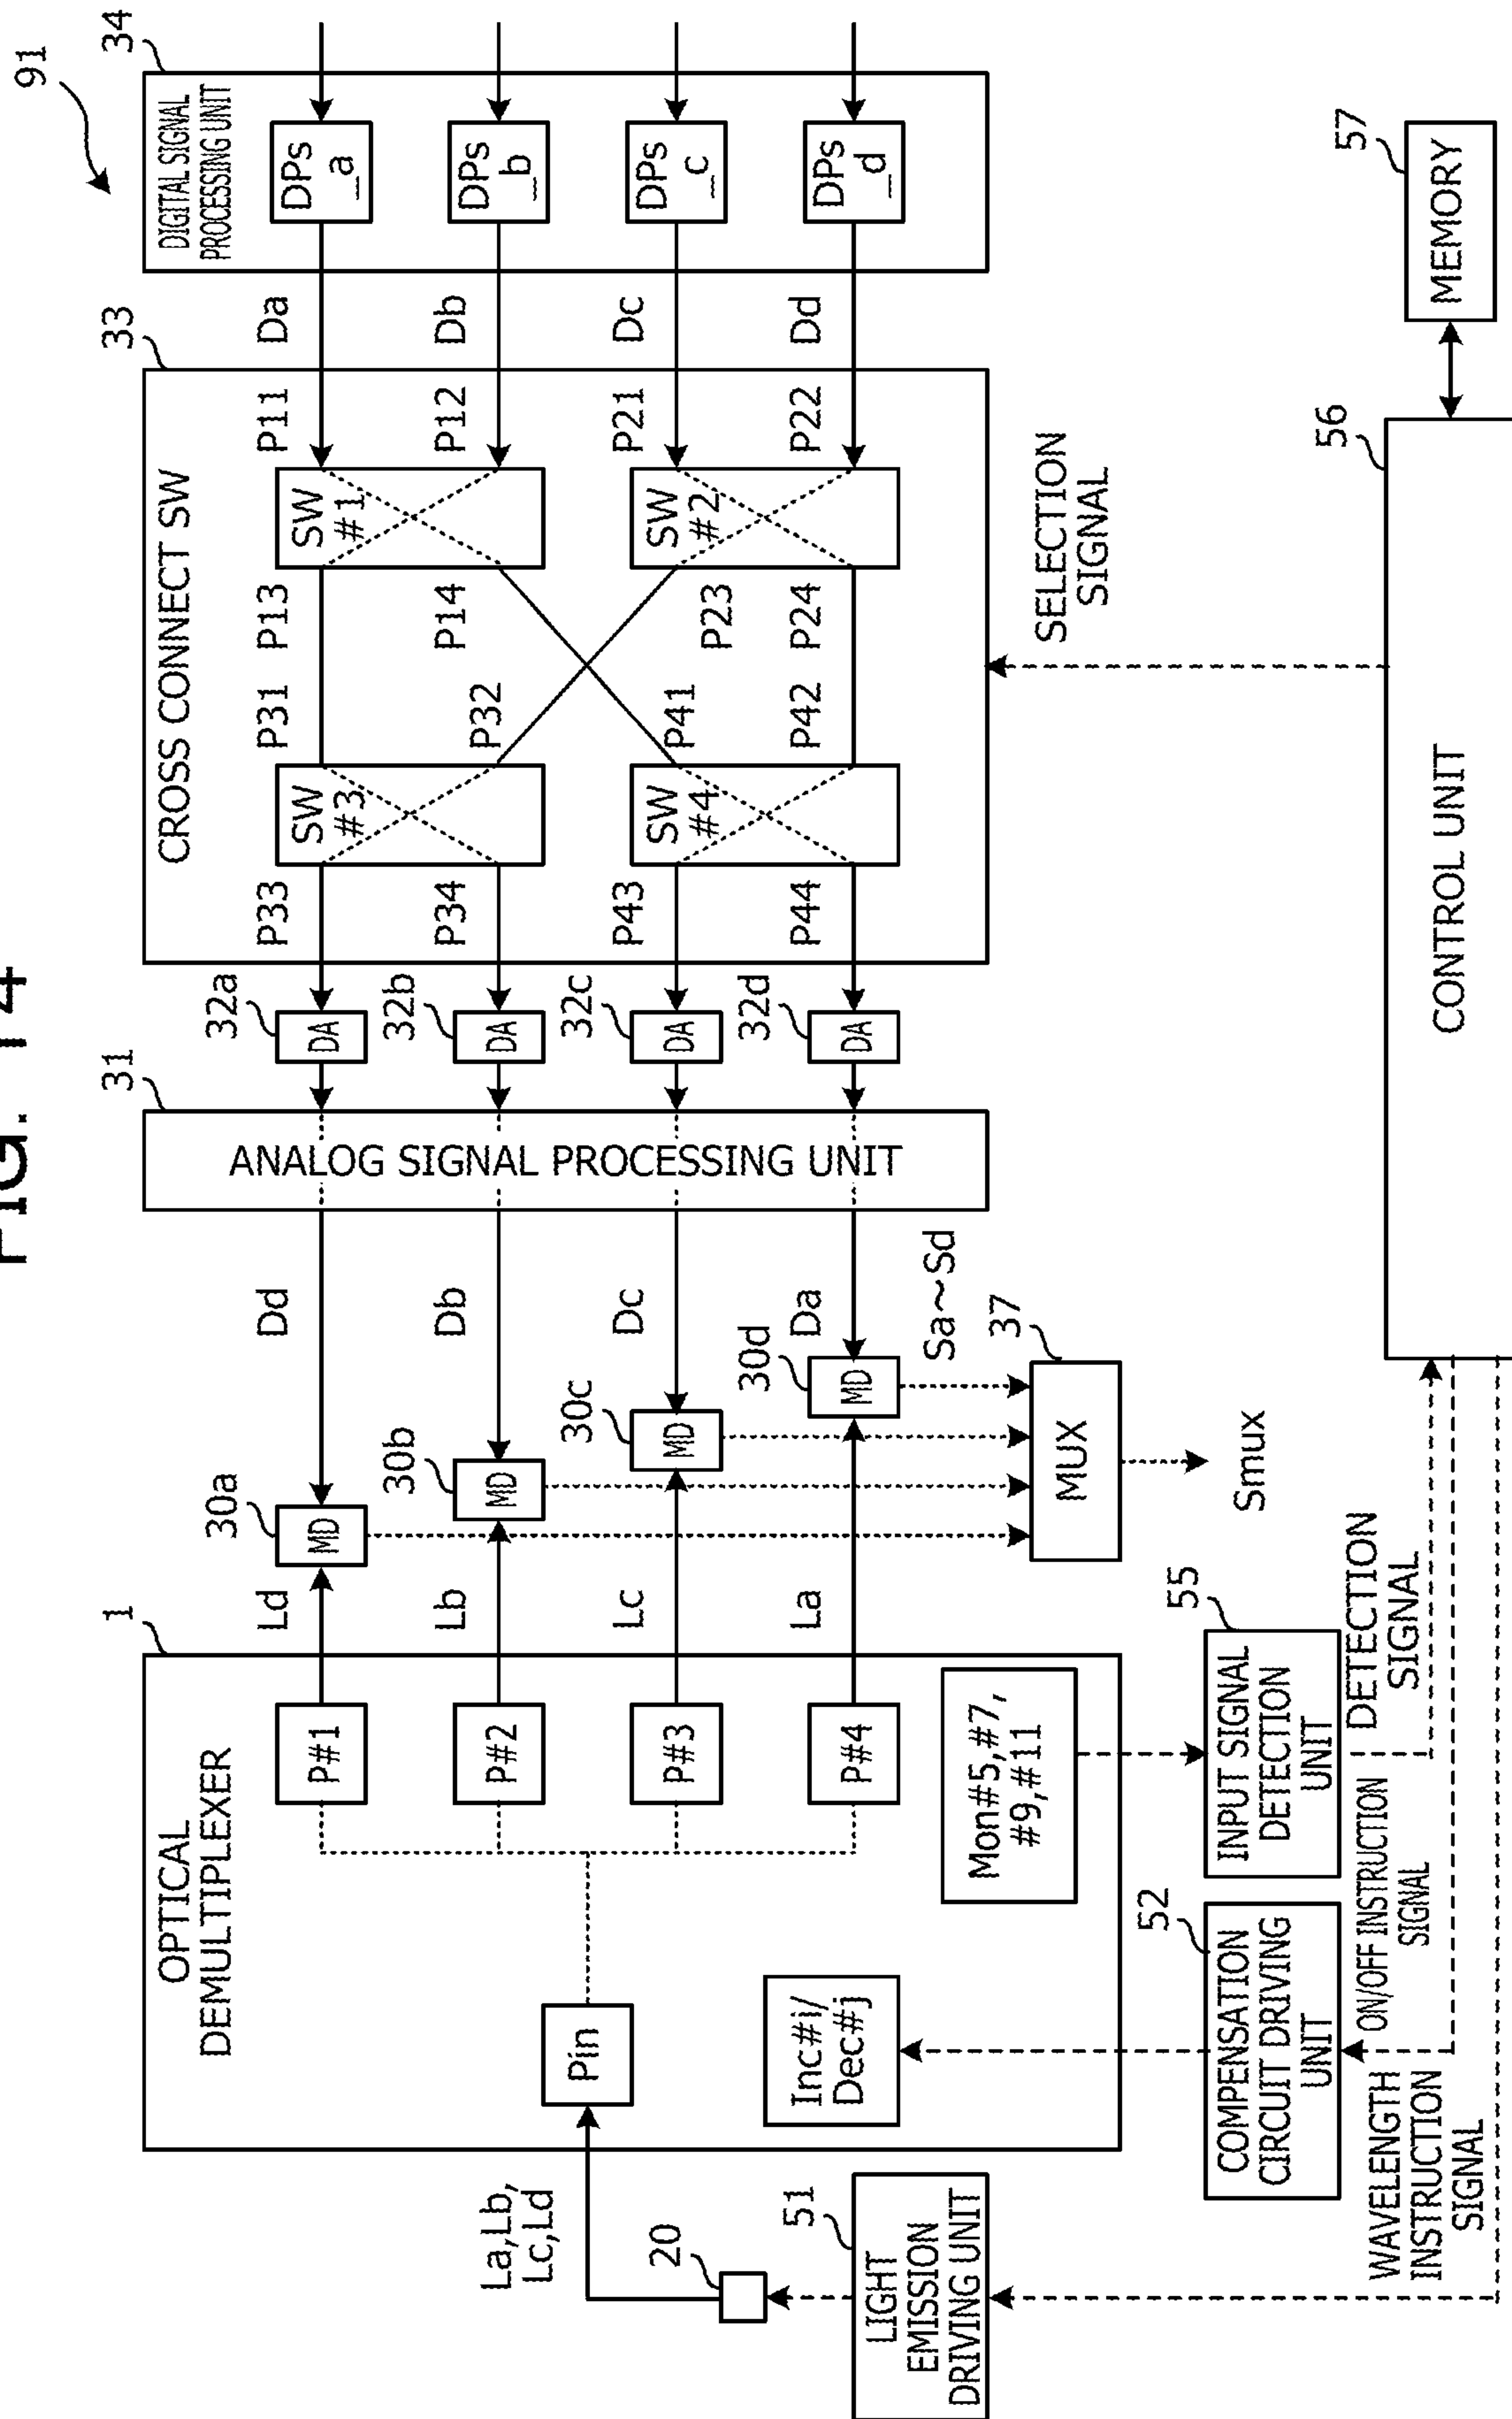 FIG. 14
91
34
DIGITAL SIGNAL
PROCESSING UNIT
DPs
_a
DPs
_b
DPs
_c
DPs
_d
Da
Db
Dc
Dd
33
CROSS CONNECT SW
P11
P12
P21
P22
SW
#1
SW
#2
P13
P14
P23
P24
P31
P32
P41
P42
SW
#3
SW
#4
P33
P34
P43
P44
32a
DA
32b
DA
32c
DA
32d
DA
31
ANALOG SIGNAL PROCESSING UNIT
Dd
Db
Dc
Da
30a
MD
30b
MD
30c
MD
30d
MD
Sa~Sd
37
MUX
Smux
Ld
Lb
Lc
La
1
OPTICAL
DEMULTIPLEXER
P#1
P#2
P#3
P#4
Pin
Mon#5,#7,
#9,#11
Inc#i/
Dec#j
La,Lb,
Lc,Ld
20
51
LIGHT
EMISSION
DRIVING UNIT
52
COMPENSATION
CIRCUIT DRIVING
UNIT
55
INPUT SIGNAL
DETECTION
UNIT
DETECTION
SIGNAL
ON/OFF INSTRUCTION
SIGNAL
WAVELENGTH
INSTRUCTION
SIGNAL
SELECTION
SIGNAL
56
CONTROL UNIT
57
MEMORY